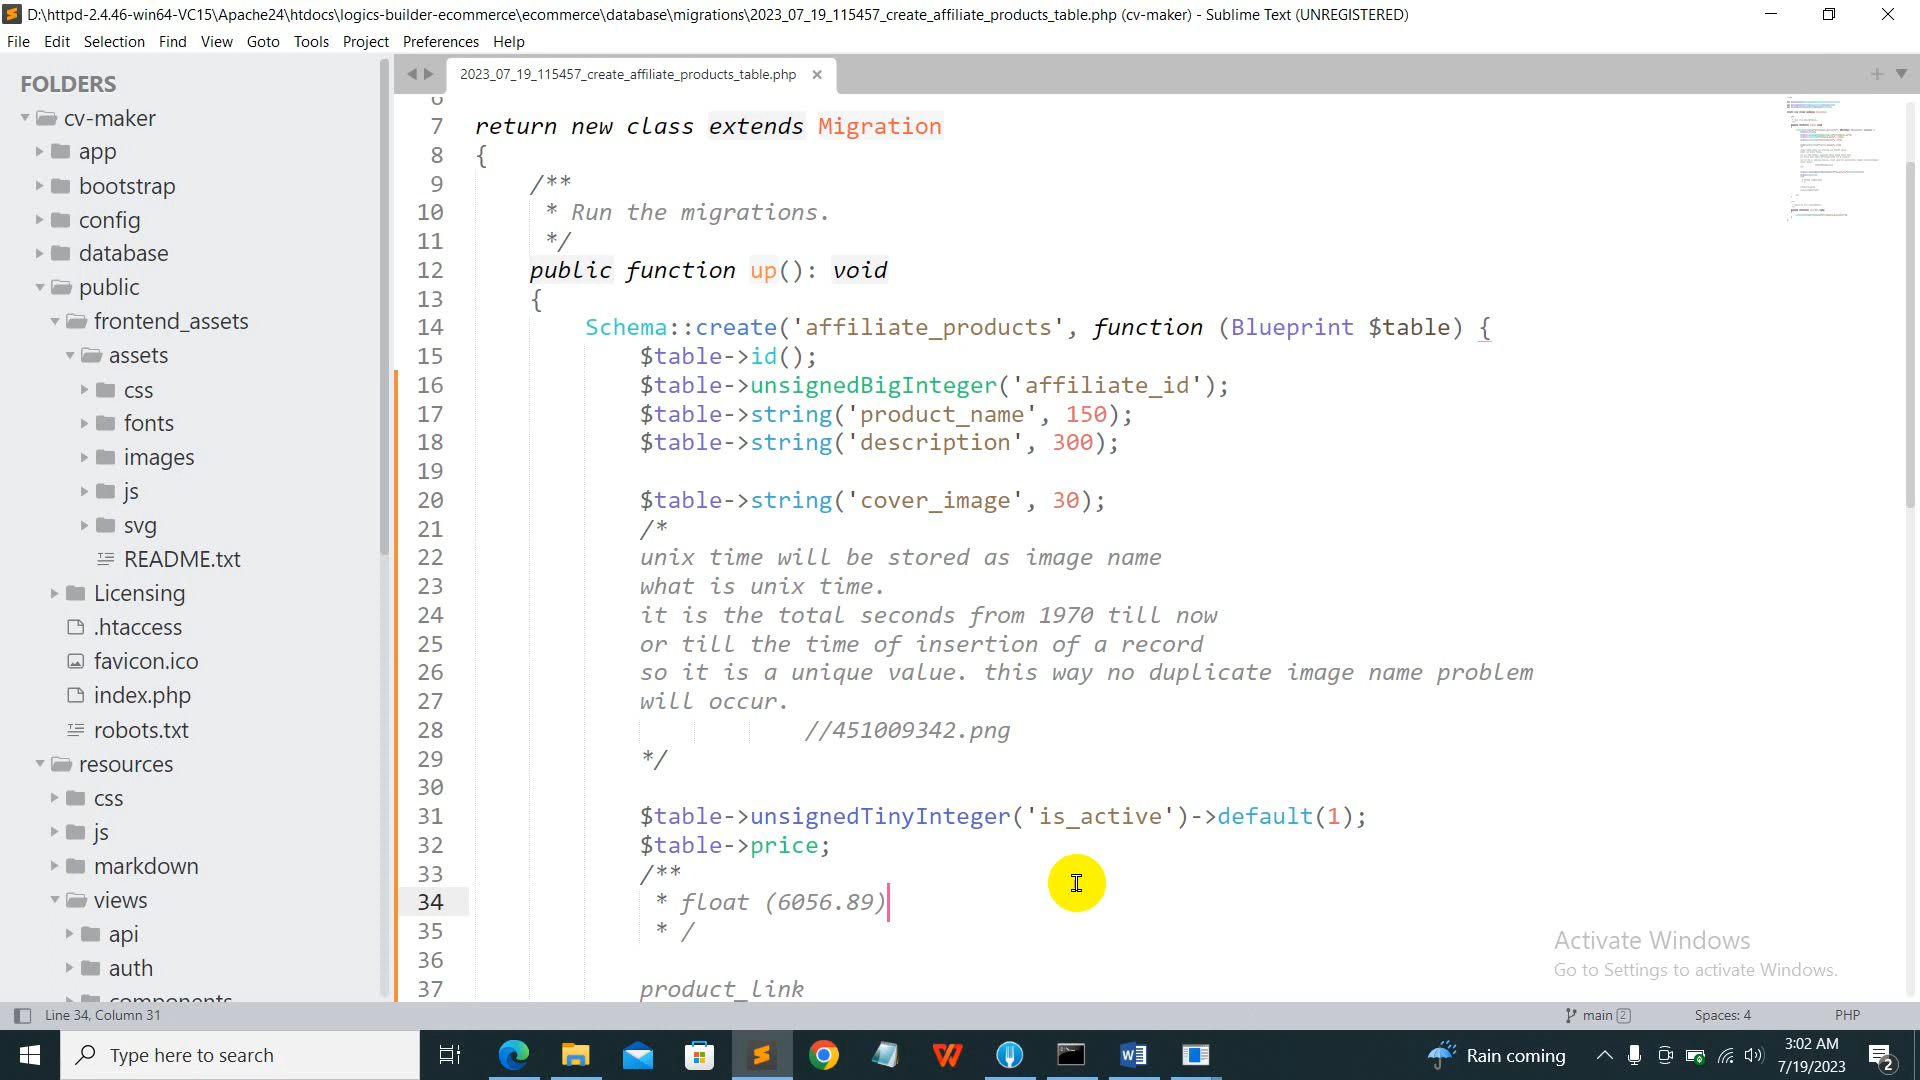 D:\httpd-2.4.46-win64-VC15\Apache24\htdocs\logics-builder-ecommerce\ecommerce\database\migrations\2023_07_19_115457_create_affiliate_products_table.php (cv-maker) - Sublime Text (UNREGISTERED)
File Edit Selection Find View Goto Tools Project Preferences Help
FOLDERS
cv-maker
app
bootstrap
config
database
public
frontend_assets
assets
css
fonts
images
js
svg
README.txt
Licensing
.htaccess
favicon.ico
index.php
robots.txt
resources
css
js
markdown
views
api
auth
components
2023_07_19_115457_create_affiliate_products_table.php
6
7 return new class extends Migration
8 {
9 /**
10 * Run the migrations.
11 */
12 public function up(): void
13 {
14 Schema::create('affiliate_products', function (Blueprint $table) {
15 $table->id();
16 $table->unsignedBigInteger('affiliate_id');
17 $table->string('product_name', 150);
18 $table->string('description', 300);
19
20 $table->string('cover_image', 30);
21 /*
22 unix time will be stored as image name
23 what is unix time.
24 it is the total seconds from 1970 till now
25 or till the time of insertion of a record
26 so it is a unique value. this way no duplicate image name problem
27 will occur.
28 //451009342.png
29 */
30
31 $table->unsignedTinyInteger('is_active')->default(1);
32 $table->price;
33 /**
34 * float (6056.89)
35 * /
36
37 product_link
Activate Windows
Go to Settings to activate Windows.
Line 34, Column 31
main 2
Spaces: 4
PHP
Type here to search
Rain coming
3:02 AM
7/19/2023
2